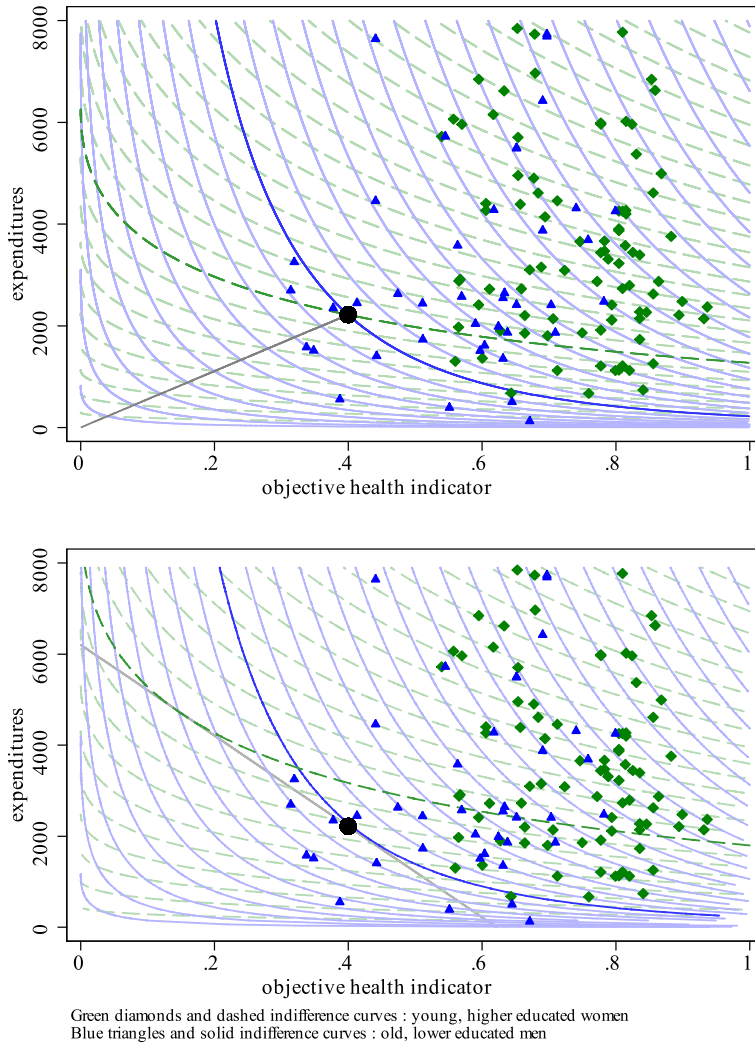 8000
6000
4000
2000
0
expenditures
0 .2 .4 .6 .8 1
objective health indicator
8000
6000
4000
2000
0
expenditures
0 .2 .4 .6 .8 1
objective health indicator
Green diamonds and dashed indifference curves : young, higher educated women
Blue triangles and solid indifference curves : old, lower educated men